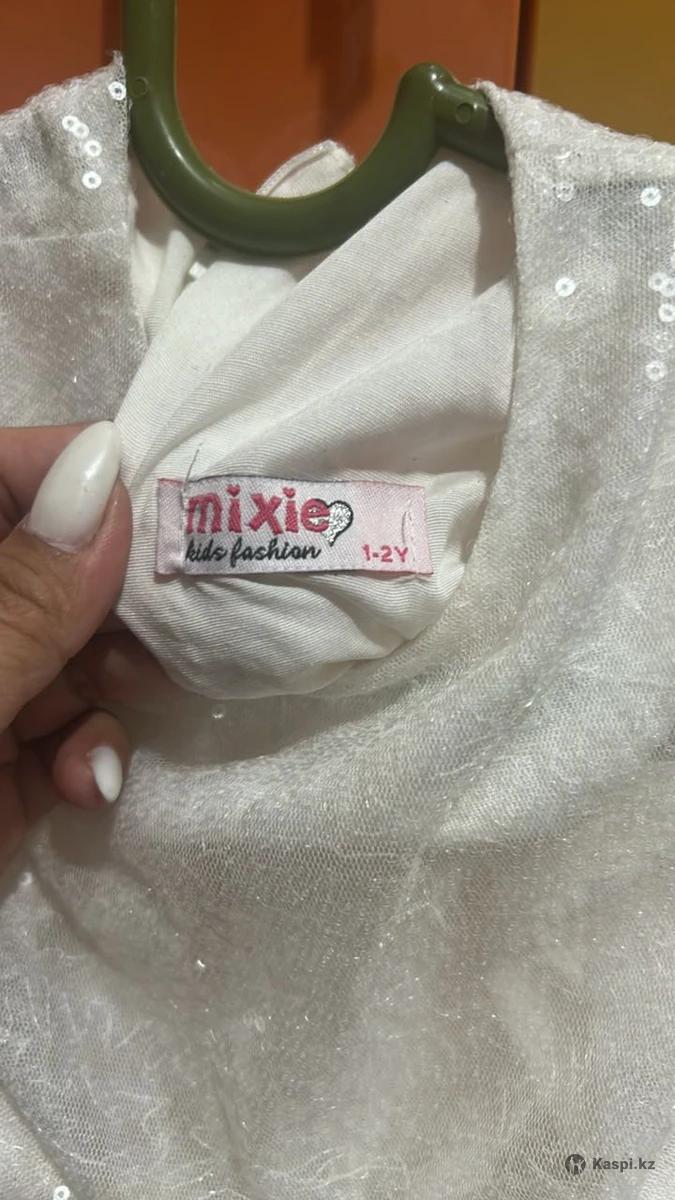 mixie
kids fashion 1-2Y
Kaspi.kz